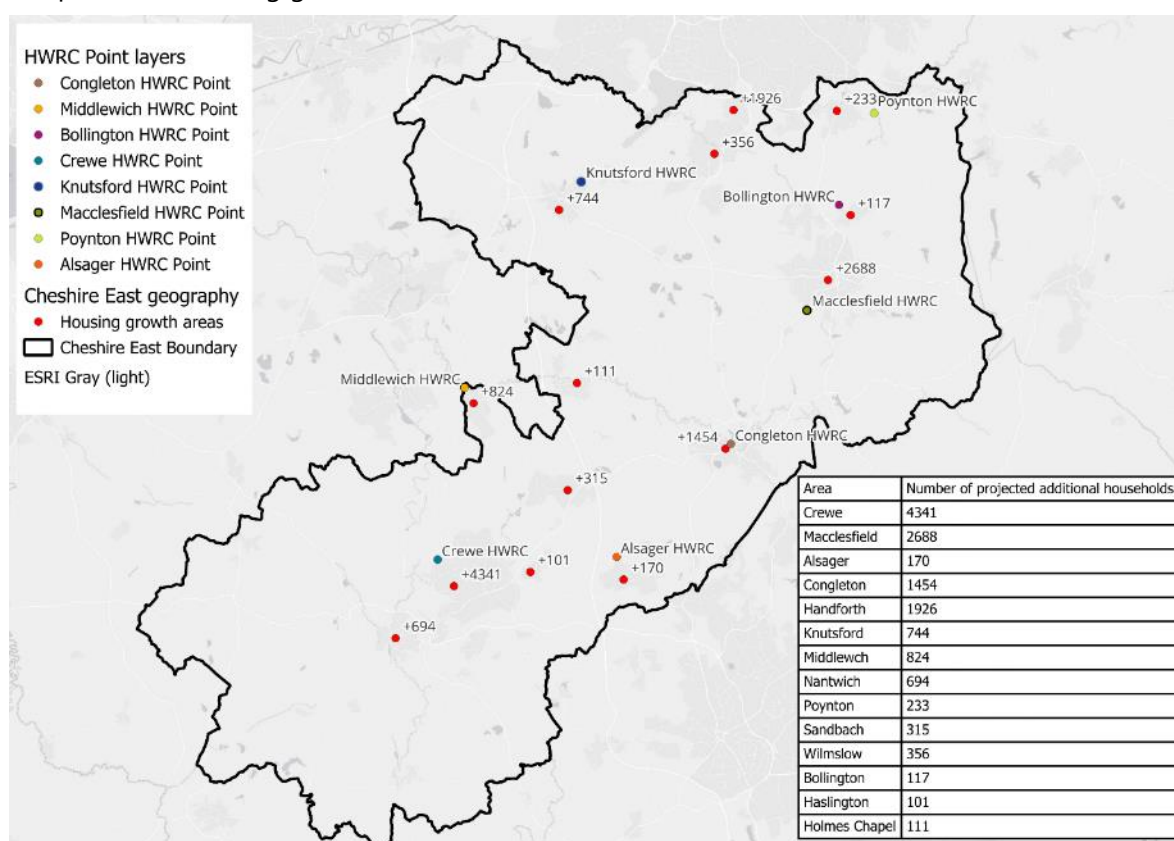 HWRC Point layers
Congleton HWRC Point
Middlewich HWRC Point
Bollington HWRC Point
Crewe HWRC Point
Knutsford HWRC Point
Macclesfield HWRC Point
Poynton HWRC Point
Alsager HWRC Point
Cheshire East geography
Housing growth areas
Cheshire East Boundary
ESRI Gray (light)
+1926
+233
Poynton HWRC
+356
Knutsford HWRC
+744
Bollington HWRC
+117
+2688
Macclesfield HWRC
Middlewich HWRC
+824
+111
+1454
Congleton HWRC
+315
Crewe HWRC
+4341
+101
Alsager HWRC
+170
+694
Area Number of projected additional households
Crewe 4341
Macclesfield 2688
Alsager 170
Congleton 1454
Handforth 1926
Knutsford 744
Middlewch 824
Nantwich 694
Poynton 233
Sandbach 315
Wilmslow 356
Bollington 117
Haslington 101
Holmes Chapel 111